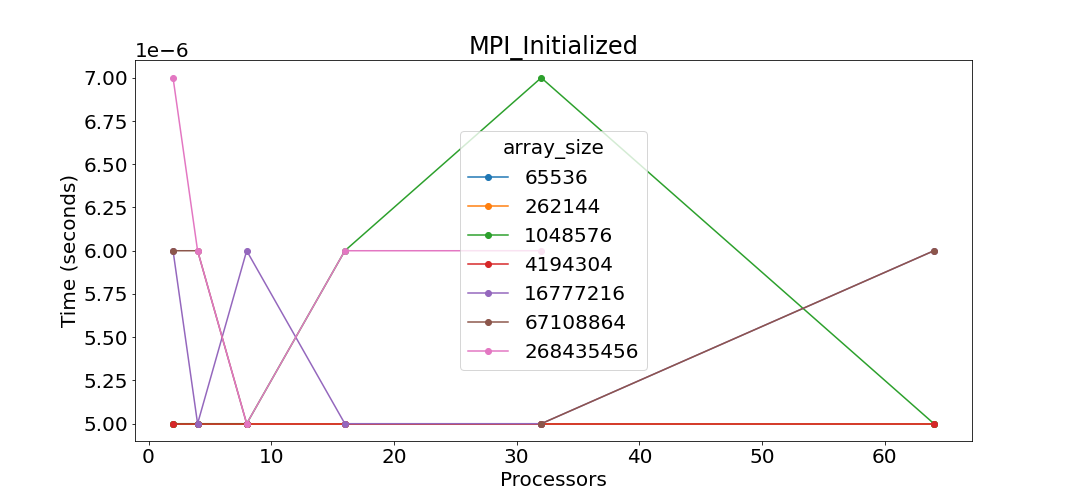 MPI_Initialized
1e−6
7.00
6.75
6.50
6.25
6.00
5.75
5.50
5.25
5.00
Time (seconds)
array_size
65536
262144
1048576
4194304
16777216
67108864
268435456
0 10 20 30 40 50 60
Processors